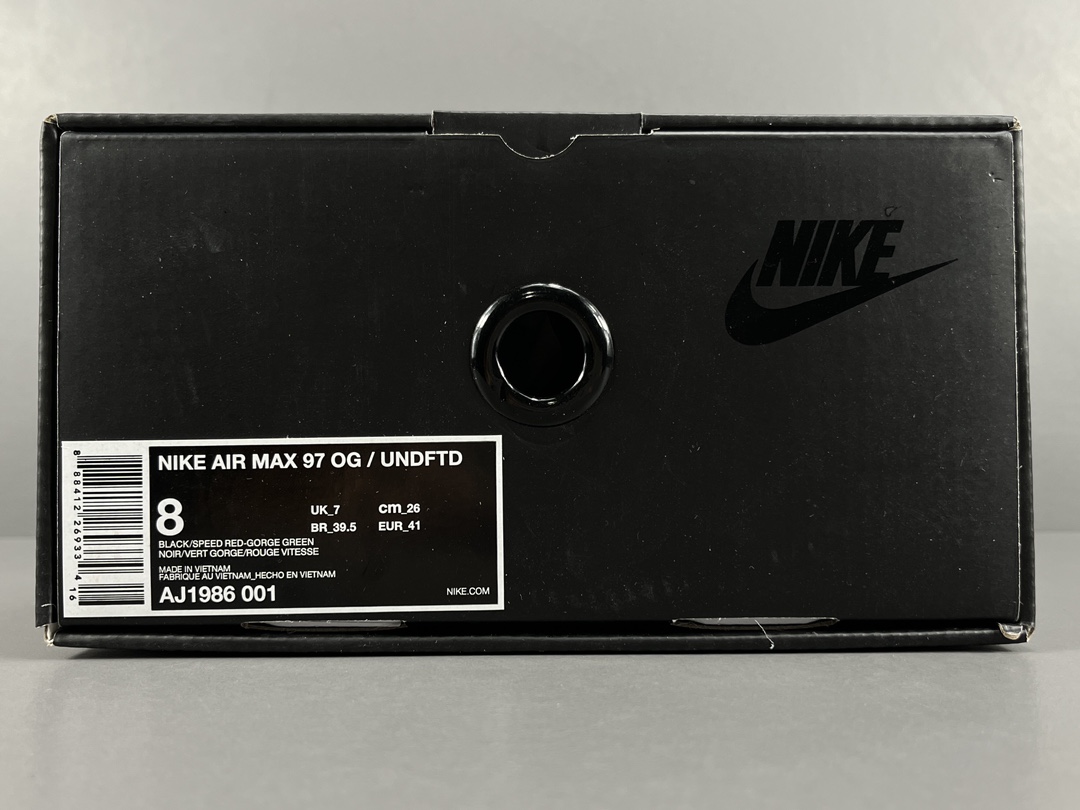 NIKE
NIKE AIR MAX 97 OG / UNDFTD
8
UK_7 cm_26
BR_39.5 EUR_41
BLACK/SPEED RED-GORGE GREEN
NOIR/VERT GORGE/ROUGE VITESSE
MADE IN VIETNAM
FABRIQUE AU VIETNAM_HECHO EN VIETNAM
AJ1986 001
NIKE.COM
8 88412 26933 4 16